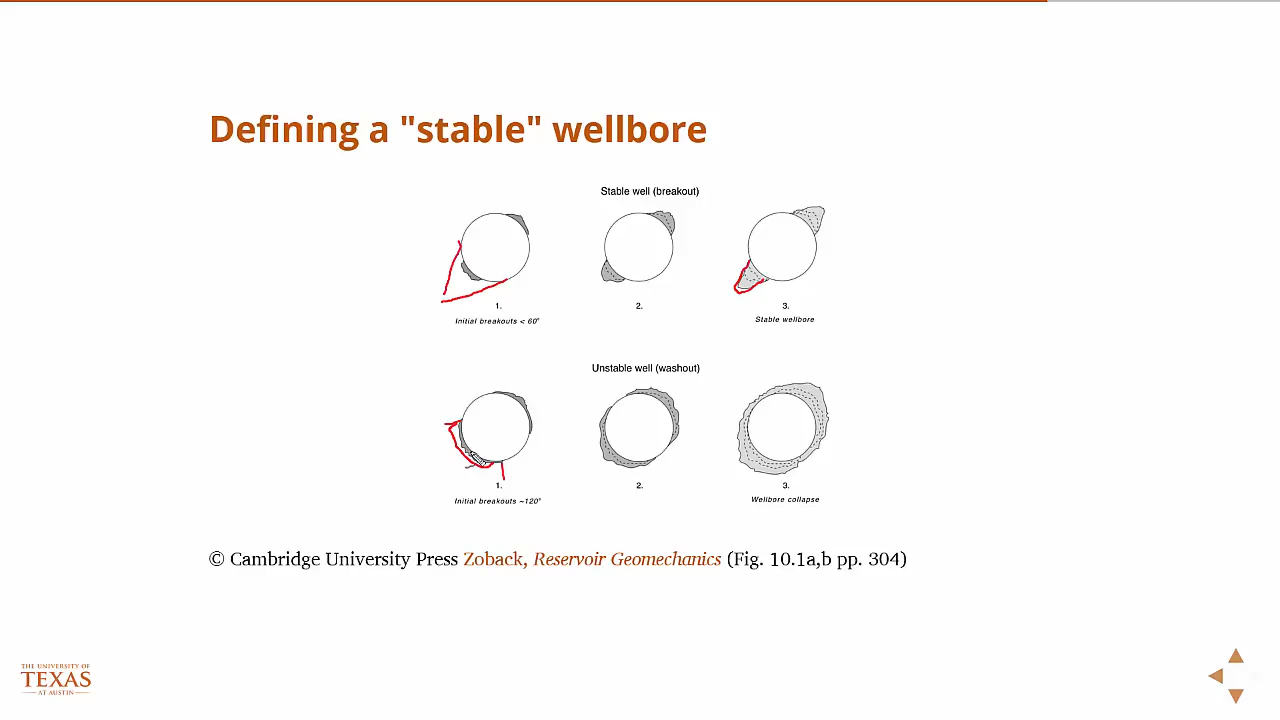 Defining a "stable" wellbore
Stable well (breakout)
1.
2.
3.
Initial breakouts < 60°
Stable wellbore
Unstable well (washout)
1.
2.
3.
Initial breakouts ~120°
Wellbore collapse
© Cambridge University Press Zoback, Reservoir Geomechanics (Fig. 10.1a,b pp. 304)
THE UNIVERSITY OF
TEXAS
AT AUSTIN